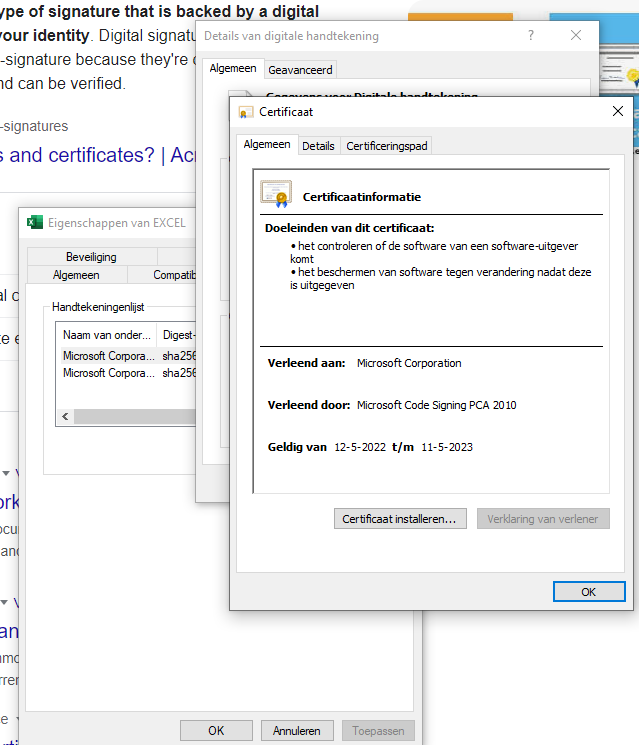 ype of signature that is backed by a digital
your identity. Digital signatu
-signature because they're
nd can be verified.
-signatures
s and certificates? | Acr
Details van digitale handtekening
Algemeen
Geavanceerd
Gegevens voor Digitale handtekening
Certificaat
Algemeen
Details
Certificeringspad
Certificaatinformatie
Doeleinden van dit certificaat:
• het controleren of de software van een software-uitgever
komt
• het beschermen van software tegen verandering nadat deze
is uitgegeven
Verleend aan: Microsoft Corporation
Verleend door: Microsoft Code Signing PCA 2010
Geldig van 12-5-2022 t/m 11-5-2023
Certificaat installeren...
Verklaring van verlener
OK
Eigenschappen van EXCEL
Beveiliging
Algemeen
Compatib
Handtekeningenlijst
Naam van onder... Digest-
Microsoft Corpora... sha256
Microsoft Corpora... sha256
OK
Annuleren
Toepassen